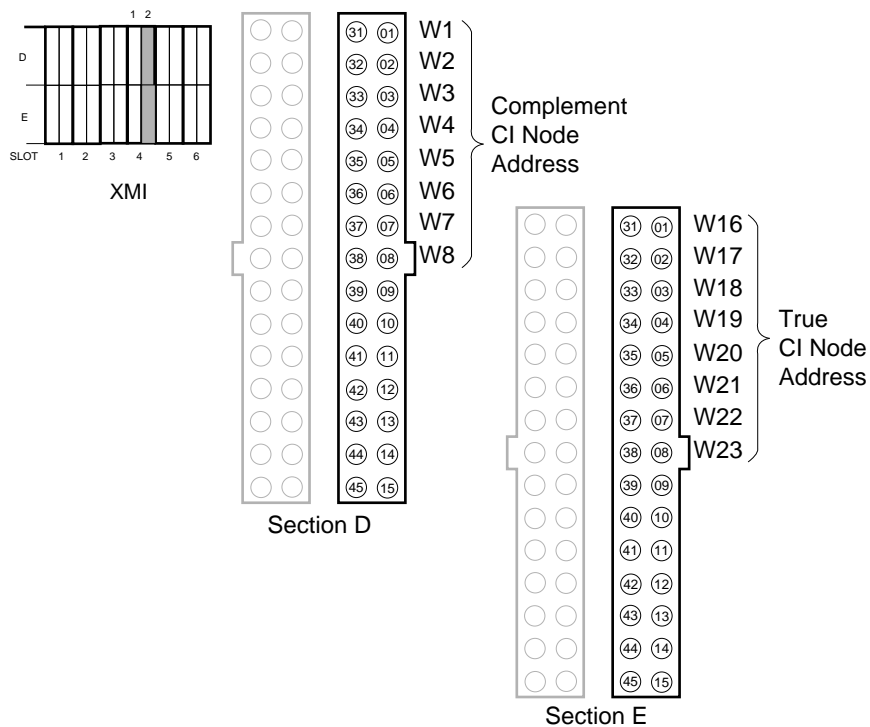 1 2
D
E
SLOT 1 2 3 4 5 6
XMI
31 01 W1
32 02 W2
33 03 W3
34 04 W4
35 05 W5
36 06 W6
37 07 W7
38 08 W8
39 09
40 10
41 11
42 12
43 13
44 14
45 15
Complement
CI Node
Address
Section D
31 01 W16
32 02 W17
33 03 W18
34 04 W19
35 05 W20
36 06 W21
37 07 W22
38 08 W23
39 09
40 10
41 11
42 12
43 13
44 14
45 15
True
CI Node
Address
Section E